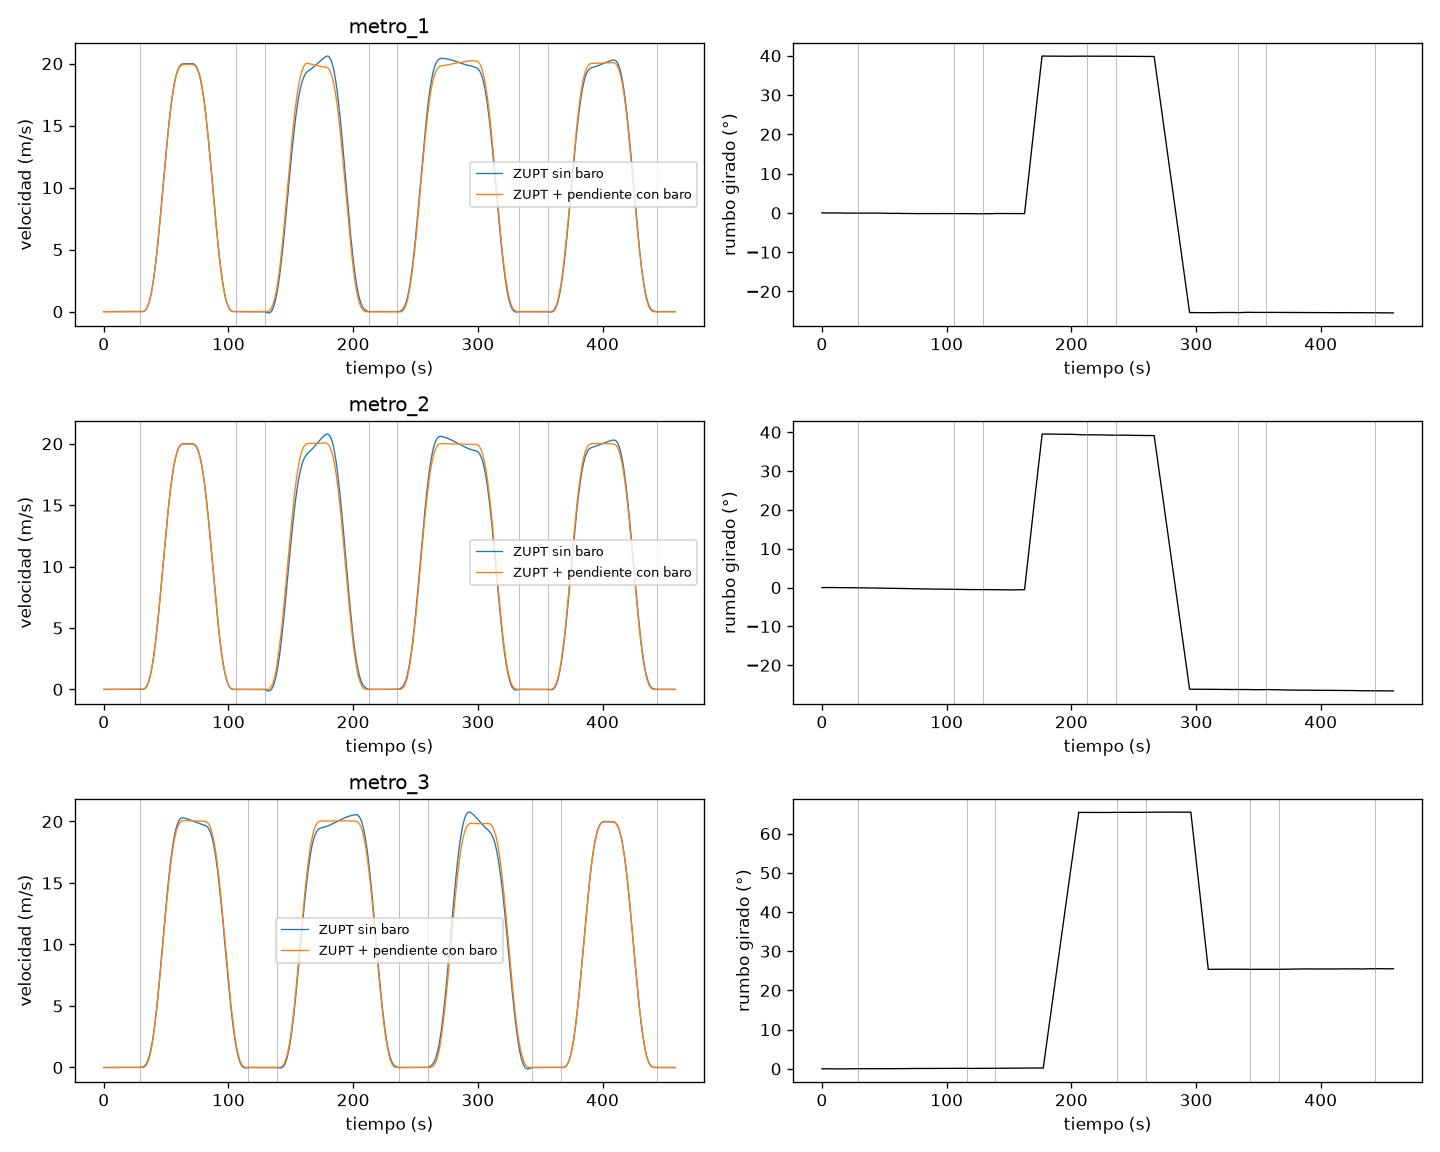 metro_1
velocidad (m/s)
20
15
10
5
0
ZUPT sin baro
ZUPT + pendiente con baro
0 100 200 300 400
tiempo (s)
rumbo girado (°)
40
30
20
10
0
−10
−20
0 100 200 300 400
tiempo (s)
metro_2
velocidad (m/s)
20
15
10
5
0
ZUPT sin baro
ZUPT + pendiente con baro
0 100 200 300 400
tiempo (s)
rumbo girado (°)
40
30
20
10
0
−10
−20
0 100 200 300 400
tiempo (s)
metro_3
velocidad (m/s)
20
15
10
5
0
ZUPT sin baro
ZUPT + pendiente con baro
0 100 200 300 400
tiempo (s)
rumbo girado (°)
60
50
40
30
20
10
0
0 100 200 300 400
tiempo (s)